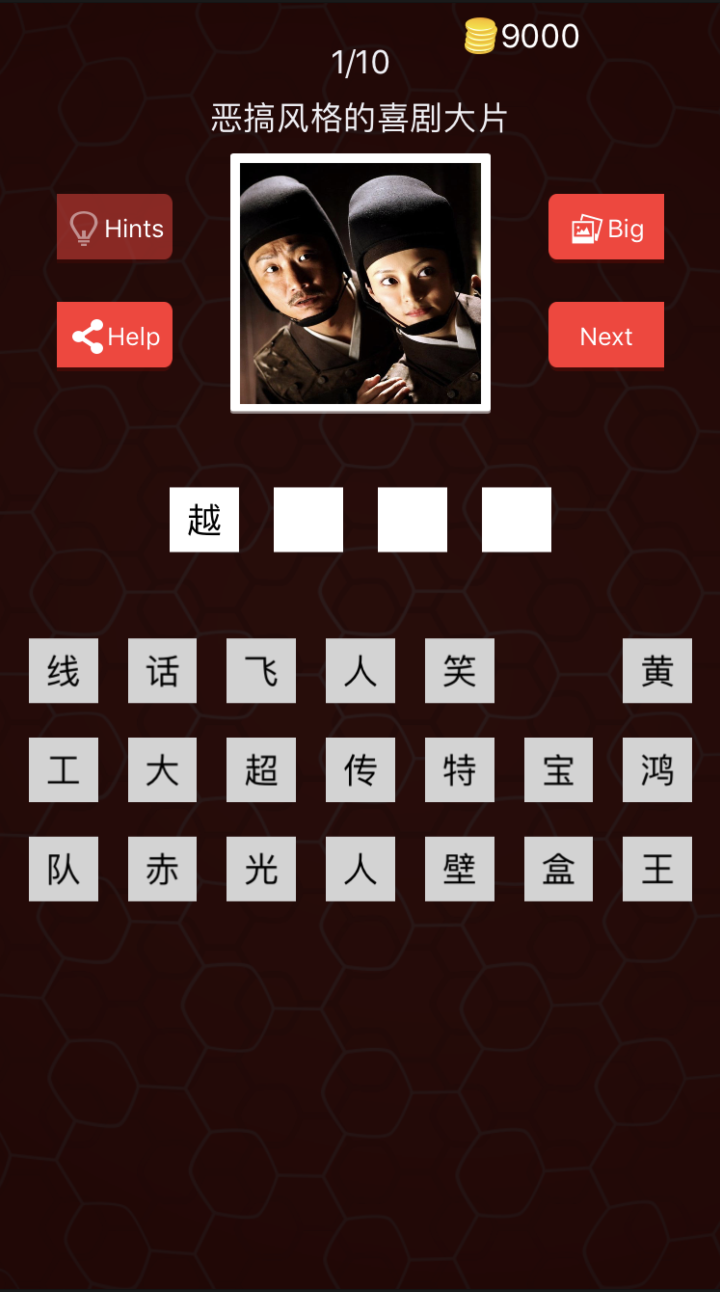 9000
1/10
恶搞风格的喜剧大片
Hints
Big
Help
Next
越
线 话 飞 人 笑 黄
工 大 超 传 特 宝 鸿
队 赤 光 人 壁 盒 王